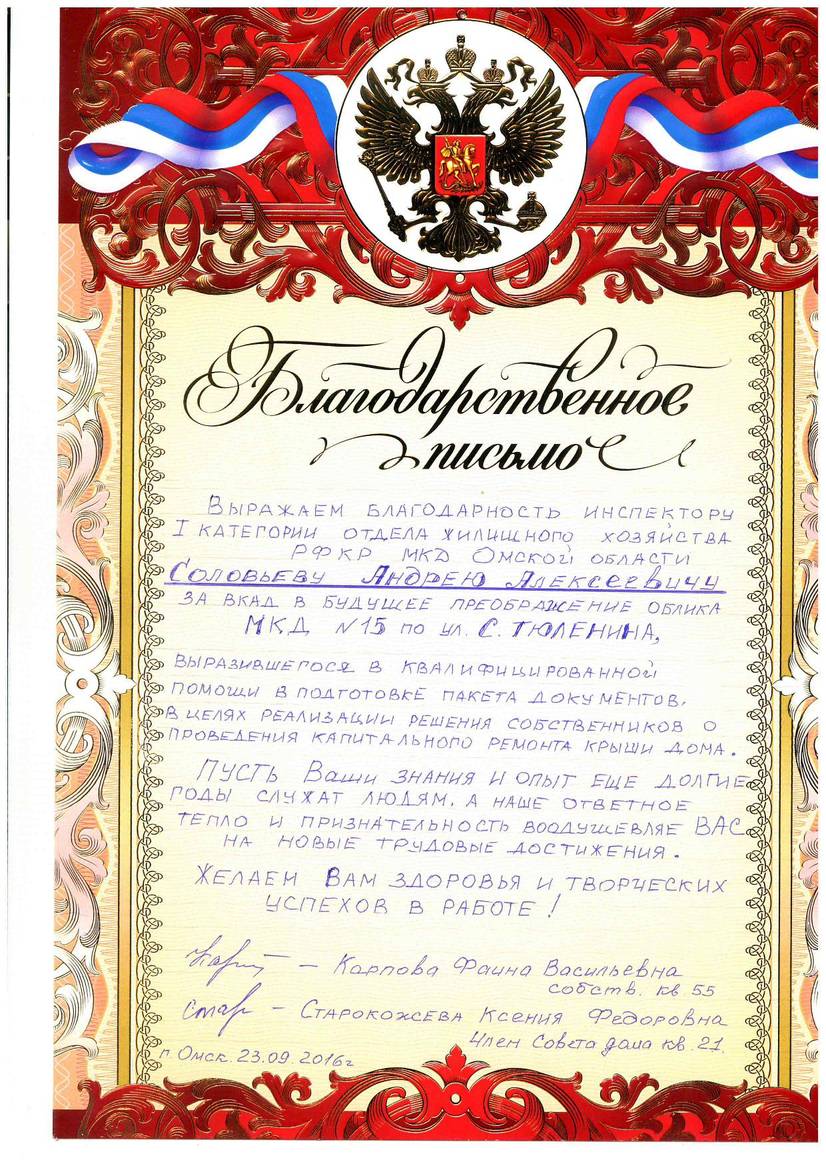 Благодарственное
письмо
Выражаем благодарность инспектору
I категории отдела жилищного хозяйства
РФКР МКД Омской области
Соловьеву Андрею Алексеевичу
за вкад в будущее преображение облика
МКД №15 по ул. С. Тюленина,
выразившегося в квалифицированной
помощи в подготовке пакета документов,
в целях реализации решения собственников о
проведения капитального ремонта крыши дома.
Пусть Ваши знания и опыт еще долгие
годы служат людям, а наше ответное
тепло и признательность воодушевляе ВАС
на новые трудовые достижения.
Желаем Вам здоровья и творческих
успехов в работе!
– Карпова Фаина Васильевна
собств. кв 55
– Старокожева Ксения Федоровна
Член Совета дома кв. 21.
г. Омск. 23.09.2016г